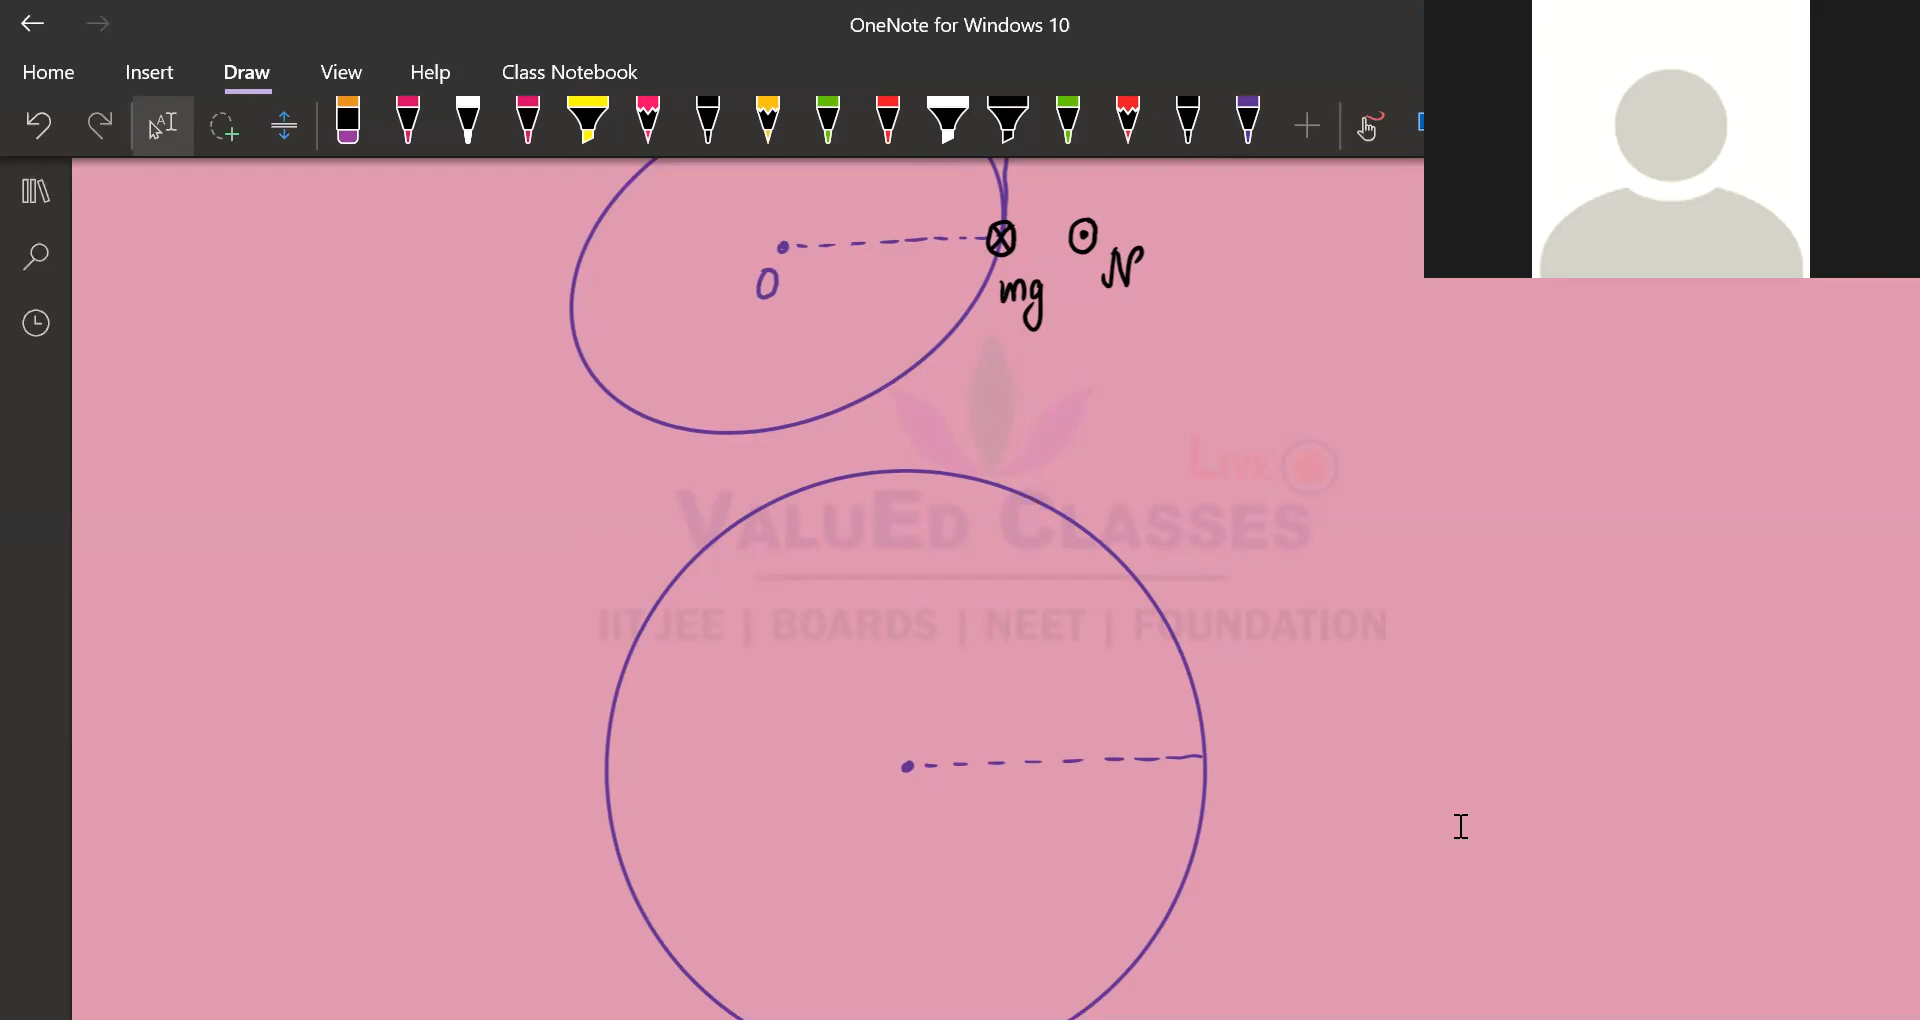 OneNote for Windows 10
Home Insert Draw View Help Class Notebook
O
mg
N
LIVE
VALUED CLASSES
IIT JEE | BOARDS | NEET | FOUNDATION